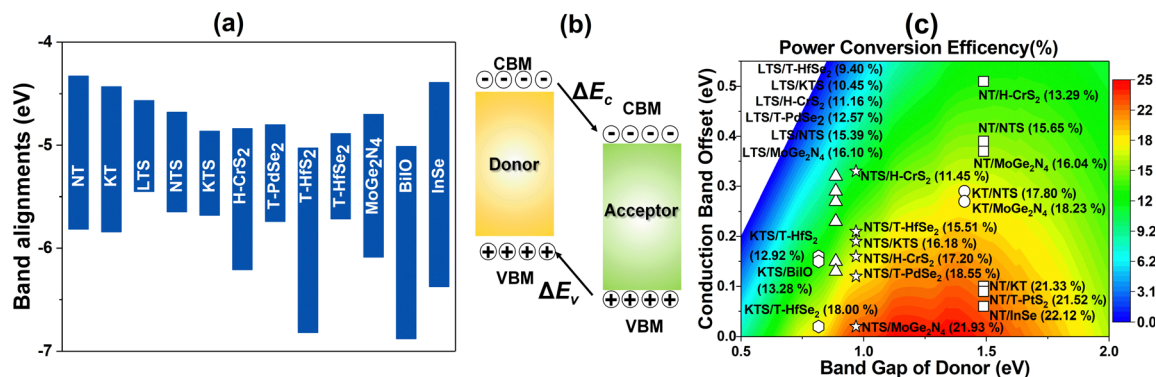 (a)
Band alignments (eV)
-4
-5
-6
-7
NT
KT
LTS
NTS
KTS
H-CrS2
T-PdSe2
T-HfS2
T-HfSe2
MoGe2N4
BiIO
InSe
(b)
CBM
Donor
VBM
ΔEc
CBM
Acceptor
VBM
ΔEv
(c)
Power Conversion Efficency(%)
Conduction Band Offset (eV)
0.5
0.4
0.3
0.2
0.1
0.0
LTS/T-HfSe2 (9.40 %)
LTS/KTS (10.45 %)
LTS/H-CrS2 (11.16 %)
LTS/T-PdSe2 (12.57 %)
LTS/NTS (15.39 %)
LTS/MoGe2N4 (16.10 %)
NT/H-CrS2 (13.29 %)
NT/NTS (15.65 %)
NT/MoGe2N4 (16.04 %)
NTS/H-CrS2 (11.45 %)
KT/NTS (17.80 %)
KT/MoGe2N4 (18.23 %)
KTS/T-HfS2
(12.92 %)
KTS/BiIO
(13.28 %)
NTS/T-HfSe2 (15.51 %)
NTS/KTS (16.18 %)
NTS/H-CrS2 (17.20 %)
NTS/T-PdSe2 (18.55 %)
KTS/T-HfSe2 (18.00 %)
NTS/MoGe2N4 (21.93 %)
NT/KT (21.33 %)
NT/T-PtS2 (21.52 %)
NT/InSe (22.12 %)
0.5
1.0
1.5
2.0
Band Gap of Donor (eV)
25
23
20
18
15
13
10
8
5
3
0